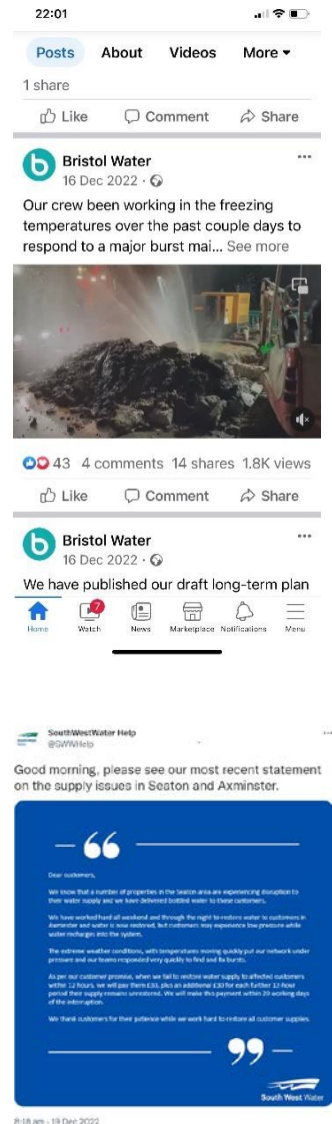 22:01
Posts About Videos More
1 share
Like Comment Share
Bristol Water
16 Dec 2022 ·
Our crew been working in the freezing
temperatures over the past couple days to
respond to a major burst mai... See more
43 4 comments 14 shares 1.8K views
Like Comment Share
Bristol Water
16 Dec 2022 ·
We have published our draft long-term plan
7
Home Watch News Marketplace Notifications Menu
SouthWestWater Help
@SWWHelp
Good morning, please see our most recent statement
on the supply issues in Seaton and Axminster.
Dear customers,
We know that a number of properties in the Seaton area are experiencing disruption to
their water supply and we have delivered bottled water to these customers.
We have worked hard all weekend and through the night to restore water to customers in
Axminster and water is now restored, but customers may experience low pressure while
water recharges into the system.
The extreme weather conditions, with temperatures moving quickly put our network under
pressure and our teams responded very quickly to find and fix bursts.
As per our customer promise, when we fail to restore water supply to affected customers
within 12 hours, we will pay them £30, plus an additional £30 for each further 12-hour
period their supply remains unrestored. We will make this payment within 20 working days
of the interruption.
We thank customers for their patience while we work hard to restore all customer supplies.
South West Water
8:18 am · 19 Dec 2022